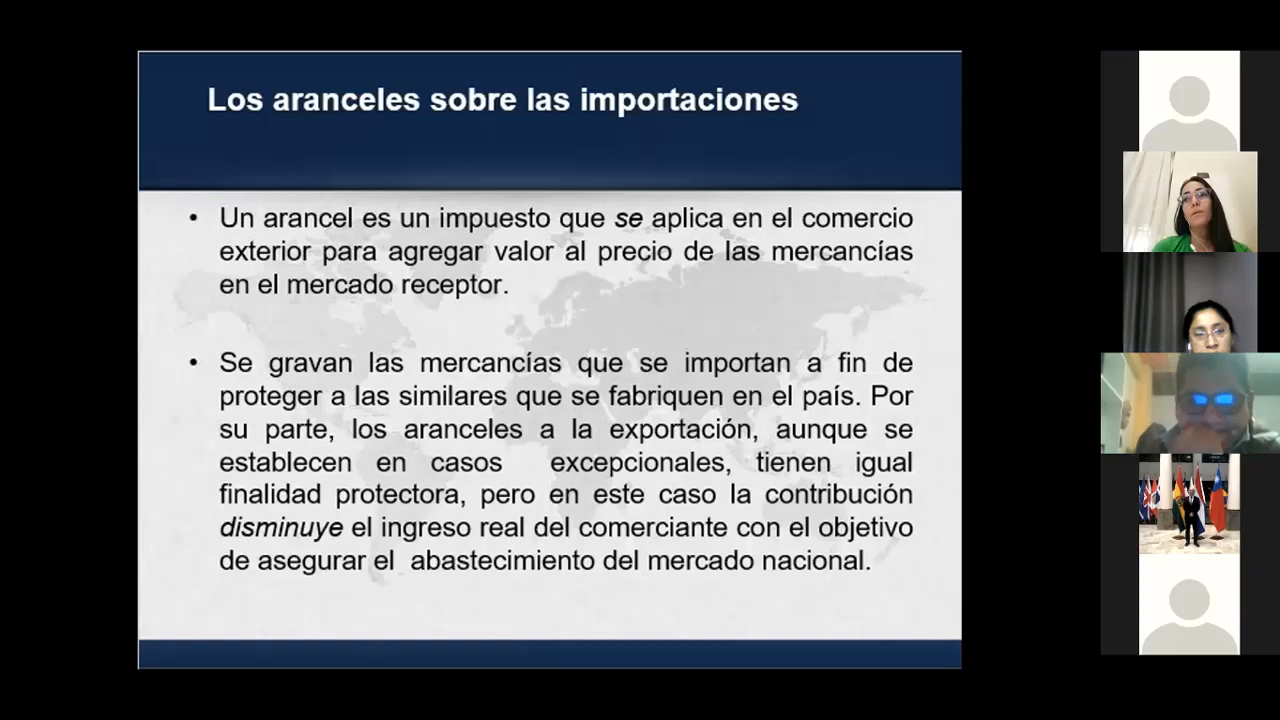 Los aranceles sobre las importaciones
• Un arancel es un impuesto que se aplica en el comercio
exterior para agregar valor al precio de las mercancías
en el mercado receptor.
• Se gravan las mercancías que se importan a fin de
proteger a las similares que se fabriquen en el país. Por
su parte, los aranceles a la exportación, aunque se
establecen en casos excepcionales, tienen igual
finalidad protectora, pero en este caso la contribución
disminuye el ingreso real del comerciante con el objetivo
de asegurar el abastecimiento del mercado nacional.